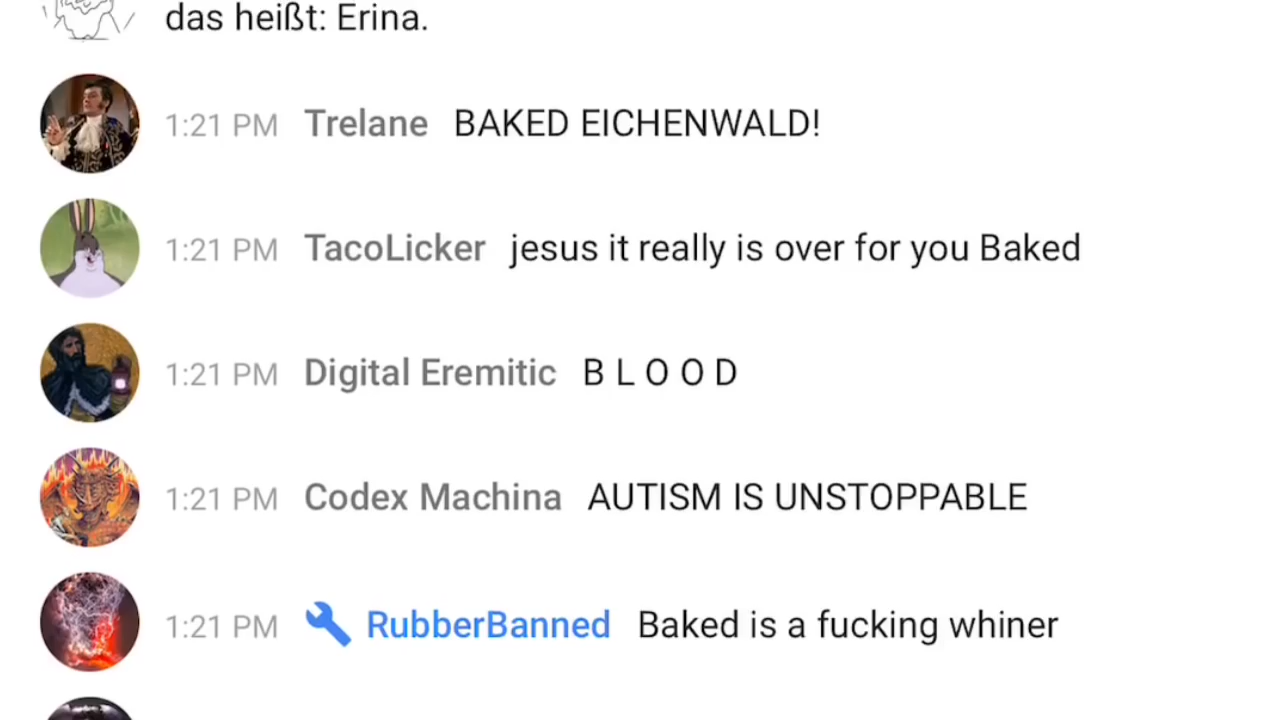 das heißt: Erina.
1:21 PM Trelane BAKED EICHENWALD!
1:21 PM TacoLicker jesus it really is over for you Baked
1:21 PM Digital Eremitic B L O O D
1:21 PM Codex Machina AUTISM IS UNSTOPPABLE
1:21 PM RubberBanned Baked is a fucking whiner